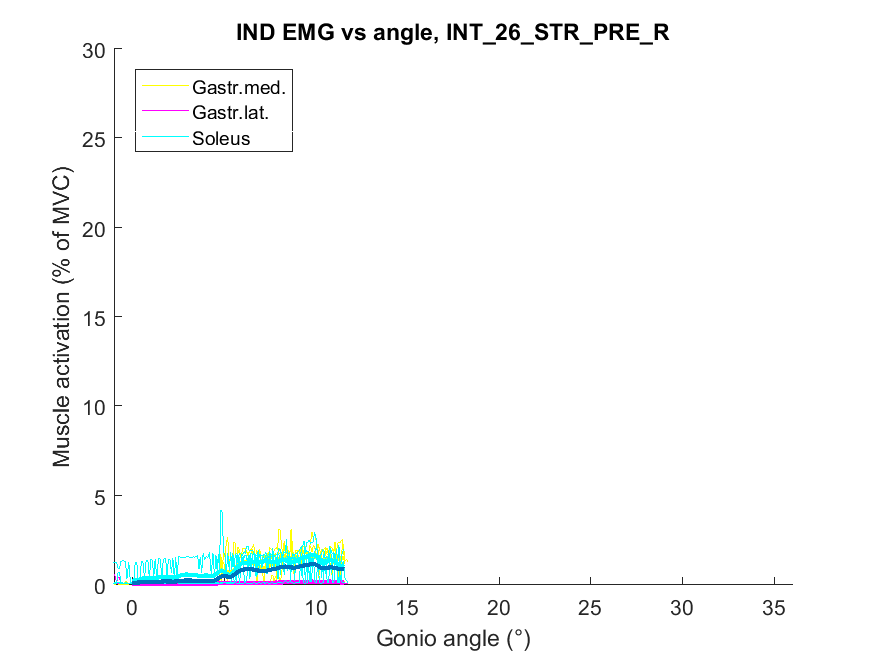 IND EMG vs angle, INT_26_STR_PRE_R
30
25
20
15
10
5
0
Muscle activation (% of MVC)
Gastr.med.
Gastr.lat.
Soleus
0 5 10 15 20 25 30 35
Gonio angle (°)